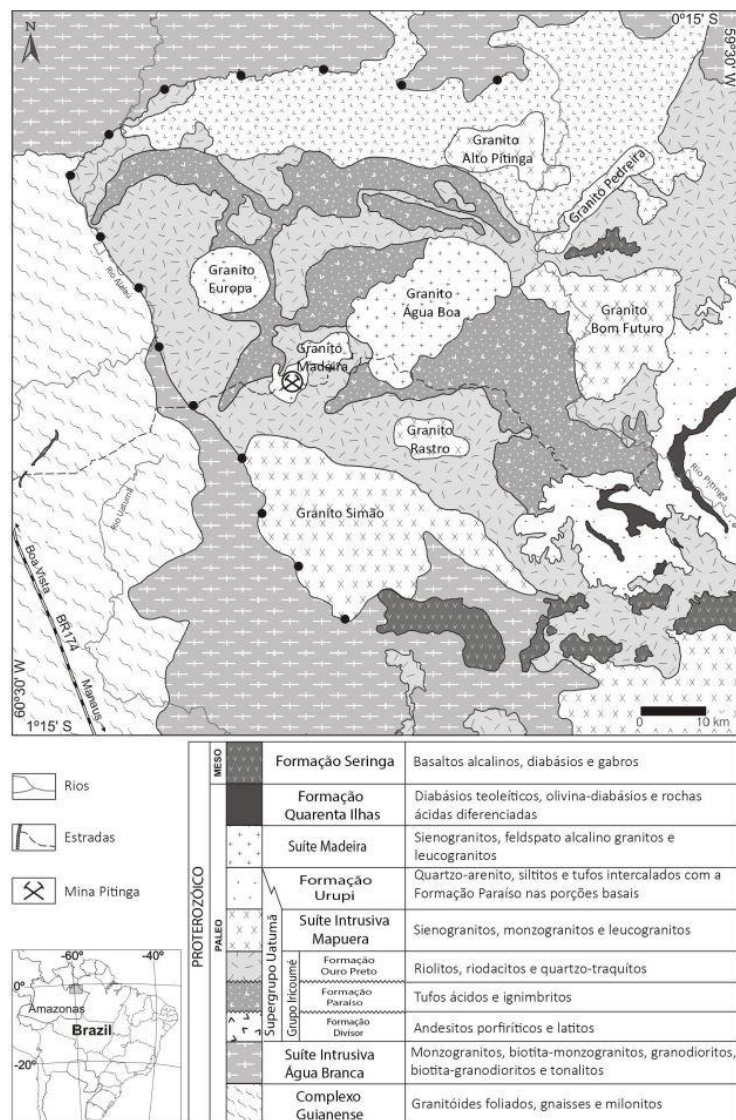 0°15' S
59°30' W
N
Granito
Alto Pitinga
Granito Pedreira
Granito
Europa
Granito
Água Boa
Granito
Bom Futuro
Granito
Madeira
Granito
Rastro
Granito Simão
Rio Pitinga
Rio Uatumã
Boa Vista
BR174
Manaus
60°30' W
1°15' S
10 km
Rios
Estradas
Mina Pitinga
PROTEROZÓICO
MESO
PALEO
Formação Seringa
Basaltos alcalinos, diabásios e gabros
Formação
Quarenta Ilhas
Diabásios teoleíticos, olivina-diabásios e rochas
ácidas diferenciadas
Suíte Madeira
Sienogranitos, feldspato alcalino granitos e
leucogranitos
Supergrupo Uatumã
Formação
Urupi
Quartzo-arenito, siltitos e tufos intercalados com a
Formação Paraíso nas porções basais
Suíte Intrusiva
Mapuera
Sienogranitos, monzogranitos e leucogranitos
Grupo Iricoumé
Formação
Ouro Preto
Riolitos, riodacitos e quartzo-traquítos
Formação
Paraíso
Tufos ácidos e ignimbritos
Formação
Divisor
Andesitos porfiríticos e latitos
Suíte Intrusiva
Água Branca
Monzogranitos, biotita-monzogranitos, granodioritos,
biotita-granodioritos e tonalitos
Complexo
Guianense
Granitóides foliados, gnaisses e milonitos
-60°
-40°
0°
Amazonas
Brazil
-20°